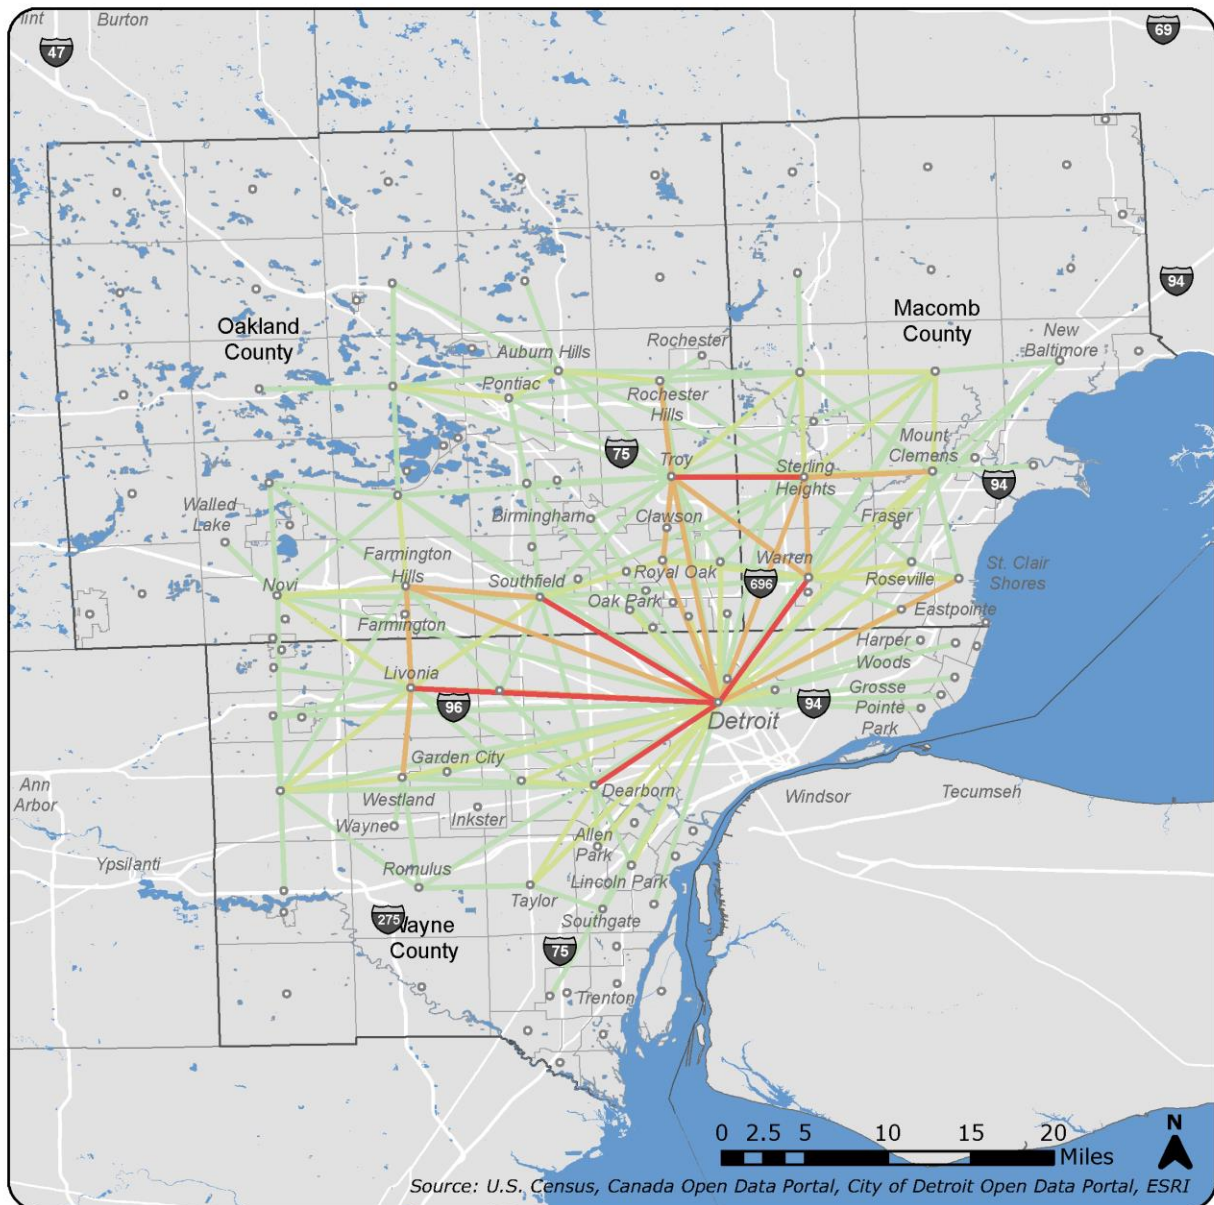 Burton
47
69
94
Oakland
County
Macomb
County
New
Baltimore
Rochester
Auburn Hills
Pontiac
Rochester
Hills
75
Troy
Sterling
Heights
Mount
Clemens
94
Walled
Lake
Birmingham
Clawson
Fraser
Farmington
Hills
Novi
Southfield
Royal Oak
Warren
696
Roseville
St. Clair
Shores
Oak Park
Eastpointe
Farmington
Harper
Woods
Livonia
96
94
Grosse
Pointe
Park
Detroit
Garden City
Ann
Arbor
Westland
Dearborn
Windsor
Tecumseh
Wayne
Inkster
Allen
Park
Ypsilanti
Romulus
Lincoln Park
Taylor
Southgate
275
Wayne
County
75
Trenton
N
0 2.5 5 10 15 20
Miles
Source: U.S. Census, Canada Open Data Portal, City of Detroit Open Data Portal, ESRI